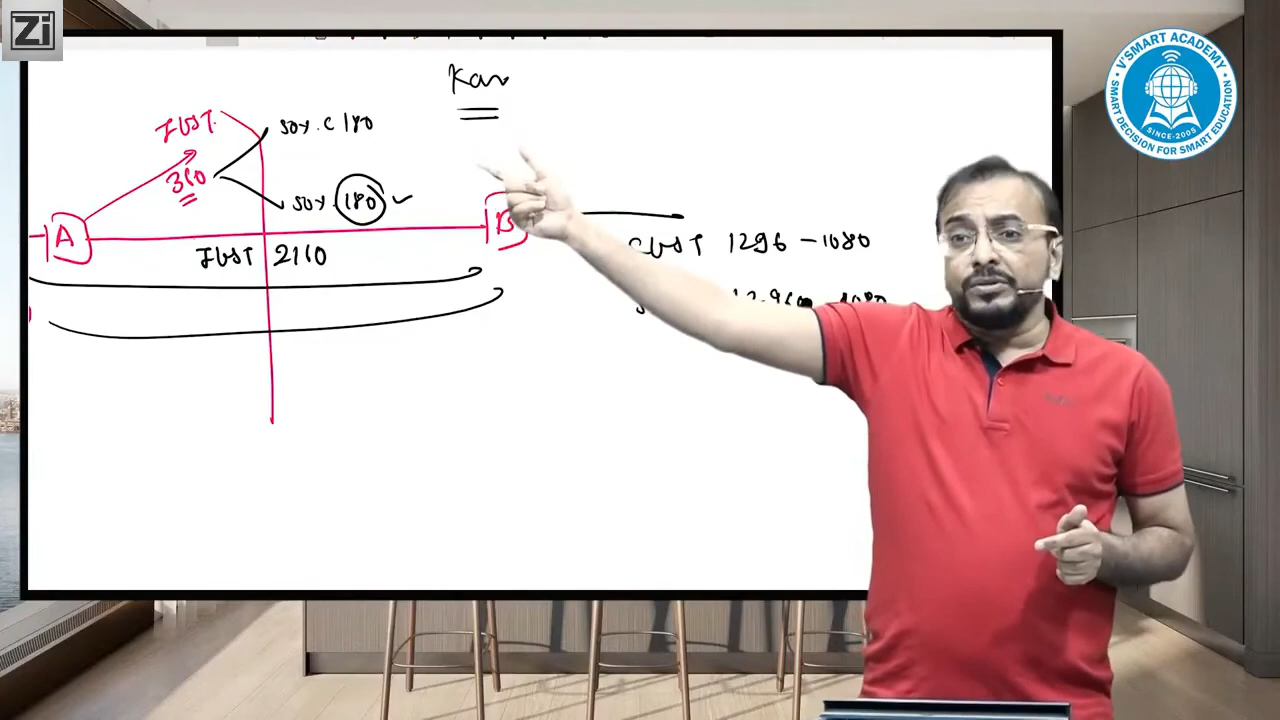 Zi
V'SMART ACADEMY
SINCE-2005
SMART DECISION FOR SMART EDUCATION
Kar
IGST
50% C 180
360
50% 180
A
B
IGST 2160
CGST 1296 - 1080